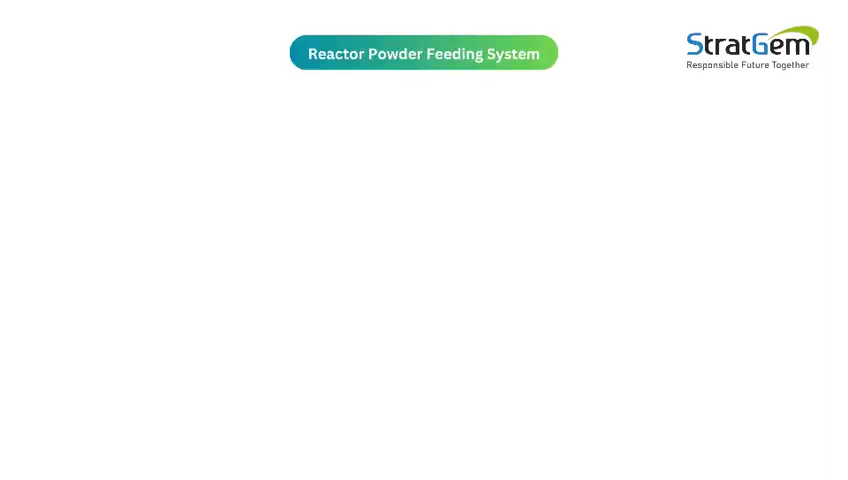 Reactor Powder Feeding System
StratGem
Responsible Future Together